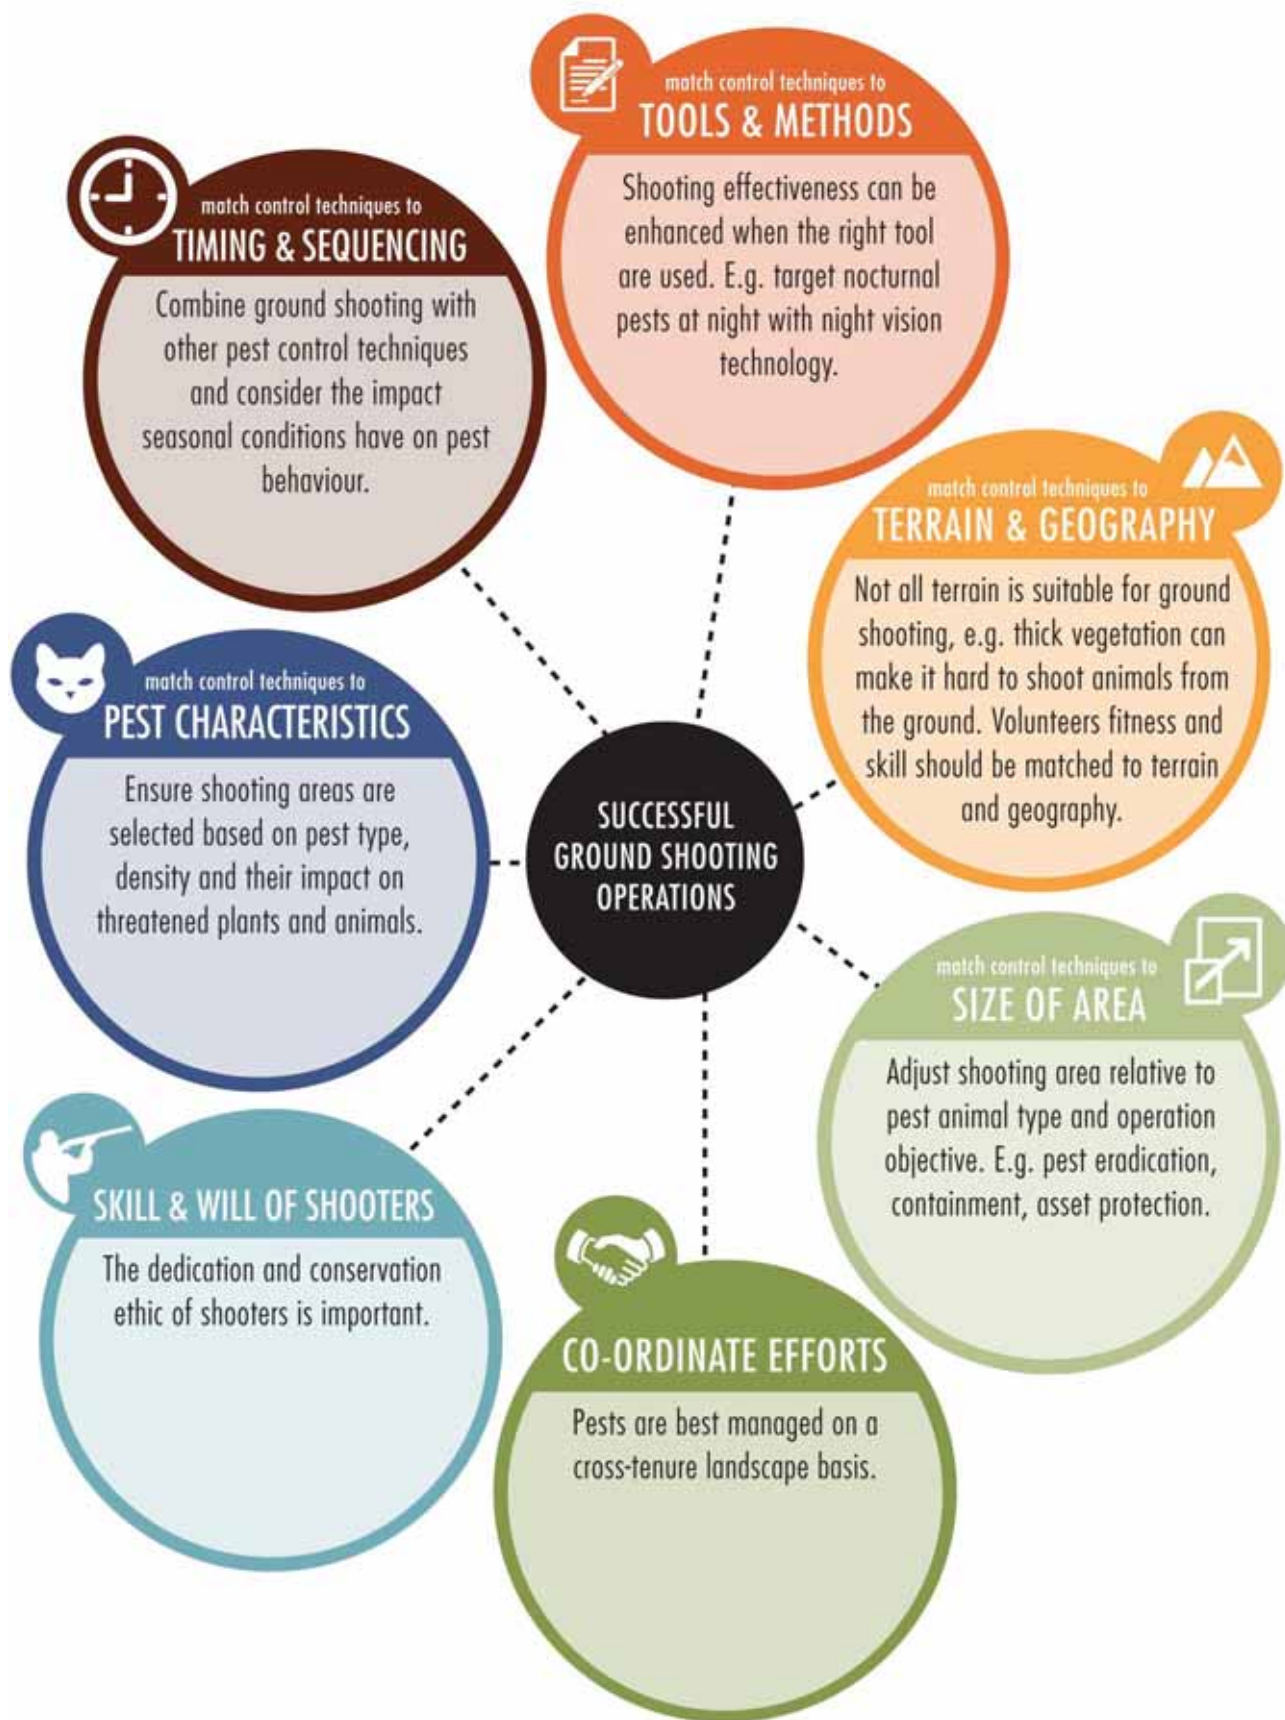 match control techniques to
TOOLS & METHODS
Shooting effectiveness can be
enhanced when the right tool
are used. E.g. target nocturnal
pests at night with night vision
technology.
match control techniques to
TIMING & SEQUENCING
Combine ground shooting with
other pest control techniques
and consider the impact
seasonal conditions have on pest
behaviour.
match control techniques to
TERRAIN & GEOGRAPHY
Not all terrain is suitable for ground
shooting, e.g. thick vegetation can
make it hard to shoot animals from
the ground. Volunteers fitness and
skill should be matched to terrain
and geography.
match control techniques to
PEST CHARACTERISTICS
Ensure shooting areas are
selected based on pest type,
density and their impact on
threatened plants and animals.
SUCCESSFUL
GROUND SHOOTING
OPERATIONS
match control techniques to
SIZE OF AREA
Adjust shooting area relative to
pest animal type and operation
objective. E.g. pest eradication,
containment, asset protection.
SKILL & WILL OF SHOOTERS
The dedication and conservation
ethic of shooters is important.
CO-ORDINATE EFFORTS
Pests are best managed on a
cross-tenure landscape basis.